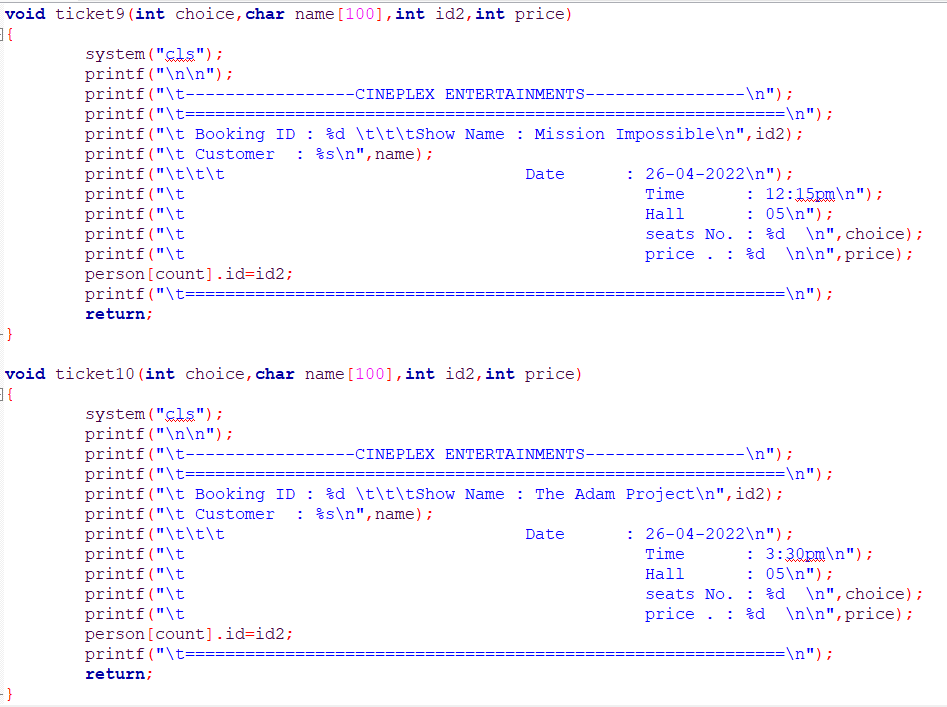 void ticket9(int choice,char name[100],int id2,int price)
{
        system("cls");
        printf("\n\n");
        printf("\t-----------------CINEPLEX ENTERTAINMENTS----------------\n");
        printf("\t============================================================\n");
        printf("\t Booking ID : %d \t\t\tShow Name : Mission Impossible\n",id2);
        printf("\t Customer  : %s\n",name);
        printf("\t\t\t                              Date      : 26-04-2022\n");
        printf("\t                                              Time      : 12:15pm\n");
        printf("\t                                              Hall      : 05\n");
        printf("\t                                              seats No. : %d  \n",choice);
        printf("\t                                              price . : %d  \n\n",price);
        person[count].id=id2;
        printf("\t============================================================\n");
        return;
}

void ticket10(int choice,char name[100],int id2,int price)
{
        system("cls");
        printf("\n\n");
        printf("\t-----------------CINEPLEX ENTERTAINMENTS----------------\n");
        printf("\t============================================================\n");
        printf("\t Booking ID : %d \t\t\tShow Name : The Adam Project\n",id2);
        printf("\t Customer  : %s\n",name);
        printf("\t\t\t                              Date      : 26-04-2022\n");
        printf("\t                                              Time      : 3:30pm\n");
        printf("\t                                              Hall      : 05\n");
        printf("\t                                              seats No. : %d  \n",choice);
        printf("\t                                              price . : %d  \n\n",price);
        person[count].id=id2;
        printf("\t============================================================\n");
        return;
}